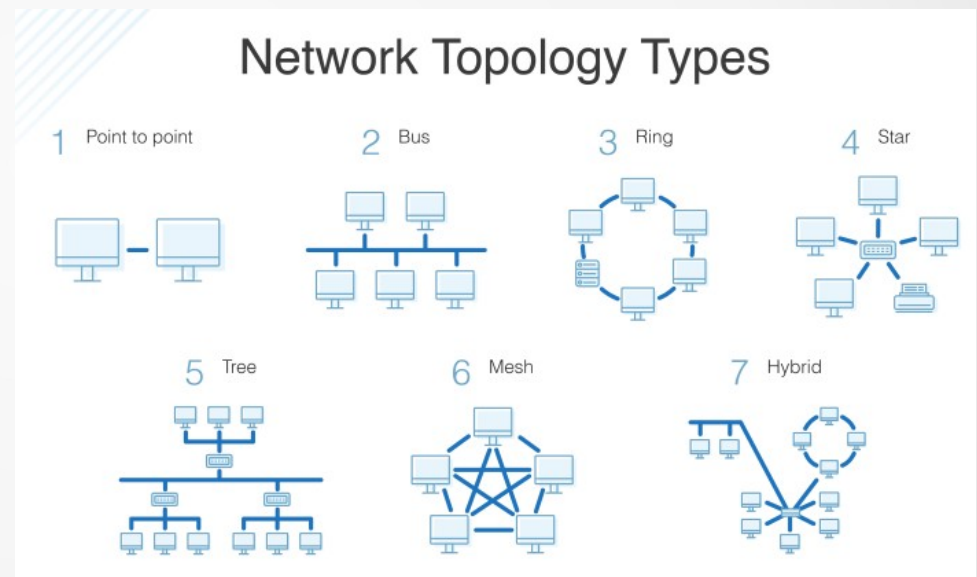 Network Topology Types
1 Point to point
2 Bus
3 Ring
4 Star
5 Tree
6 Mesh
7 Hybrid